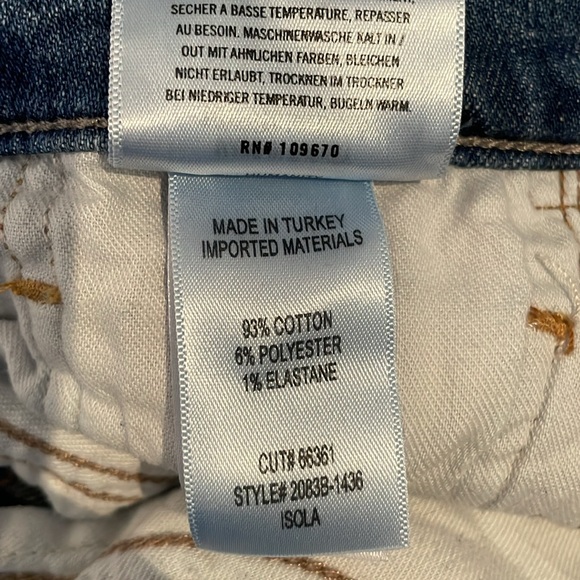 SECHER A BASSE TEMPERATURE, REPASSER
AU BESOIN. MASCHINENWASCHE KALT IN /
OUT MIT AHNLICHEN FARBEN, BLEICHEN
NICHT ERLAUBT, TROCKNEN IM TROCKNER
BEI NIEDRIGER TEMPERATUR, BUGELN WARM.
RN# 109670
MADE IN TURKEY
IMPORTED MATERIALS
93% COTTON
6% POLYESTER
1% ELASTANE
CUT# 86361
STYLE# 2083B-1436
ISOLA